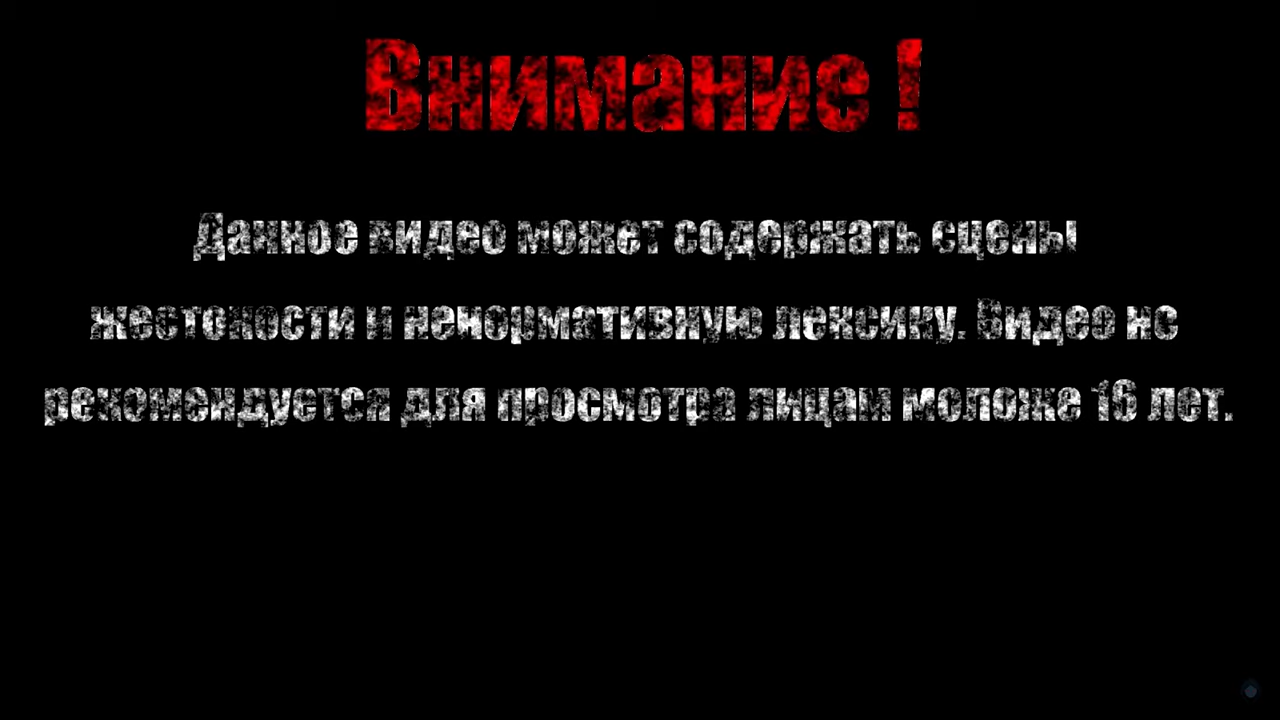 Внимание !
Данное видео может содержать сцены
жестокости и ненормативную лексику. Видео не
рекомендуется для просмотра лицам моложе 16 лет.